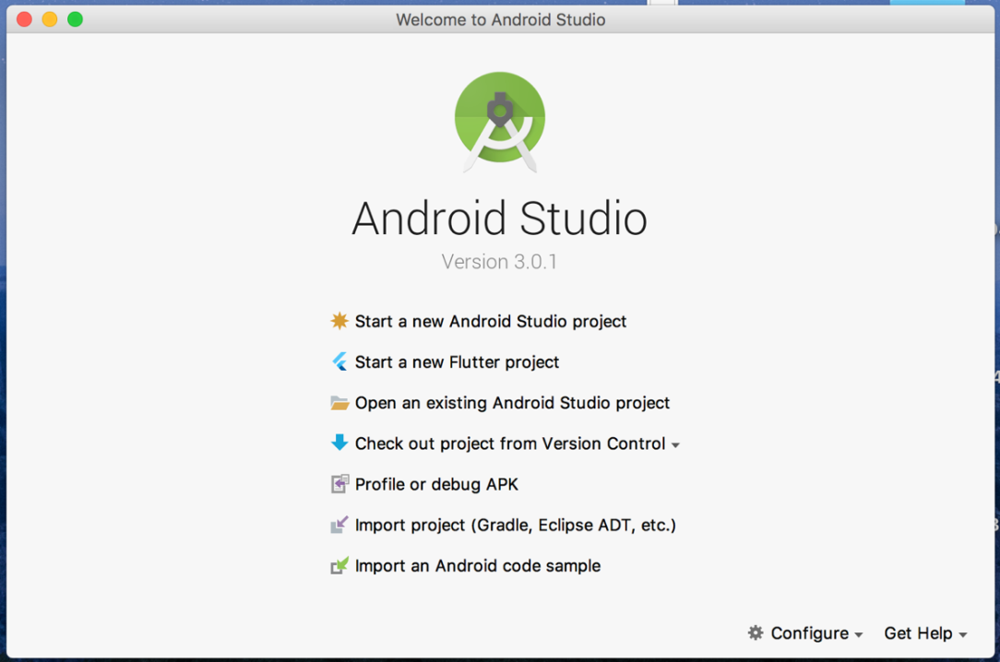 Welcome to Android Studio
Android Studio
Version 3.0.1
Start a new Android Studio project
Start a new Flutter project
Open an existing Android Studio project
Check out project from Version Control
Profile or debug APK
Import project (Gradle, Eclipse ADT, etc.)
Import an Android code sample
Configure Get Help